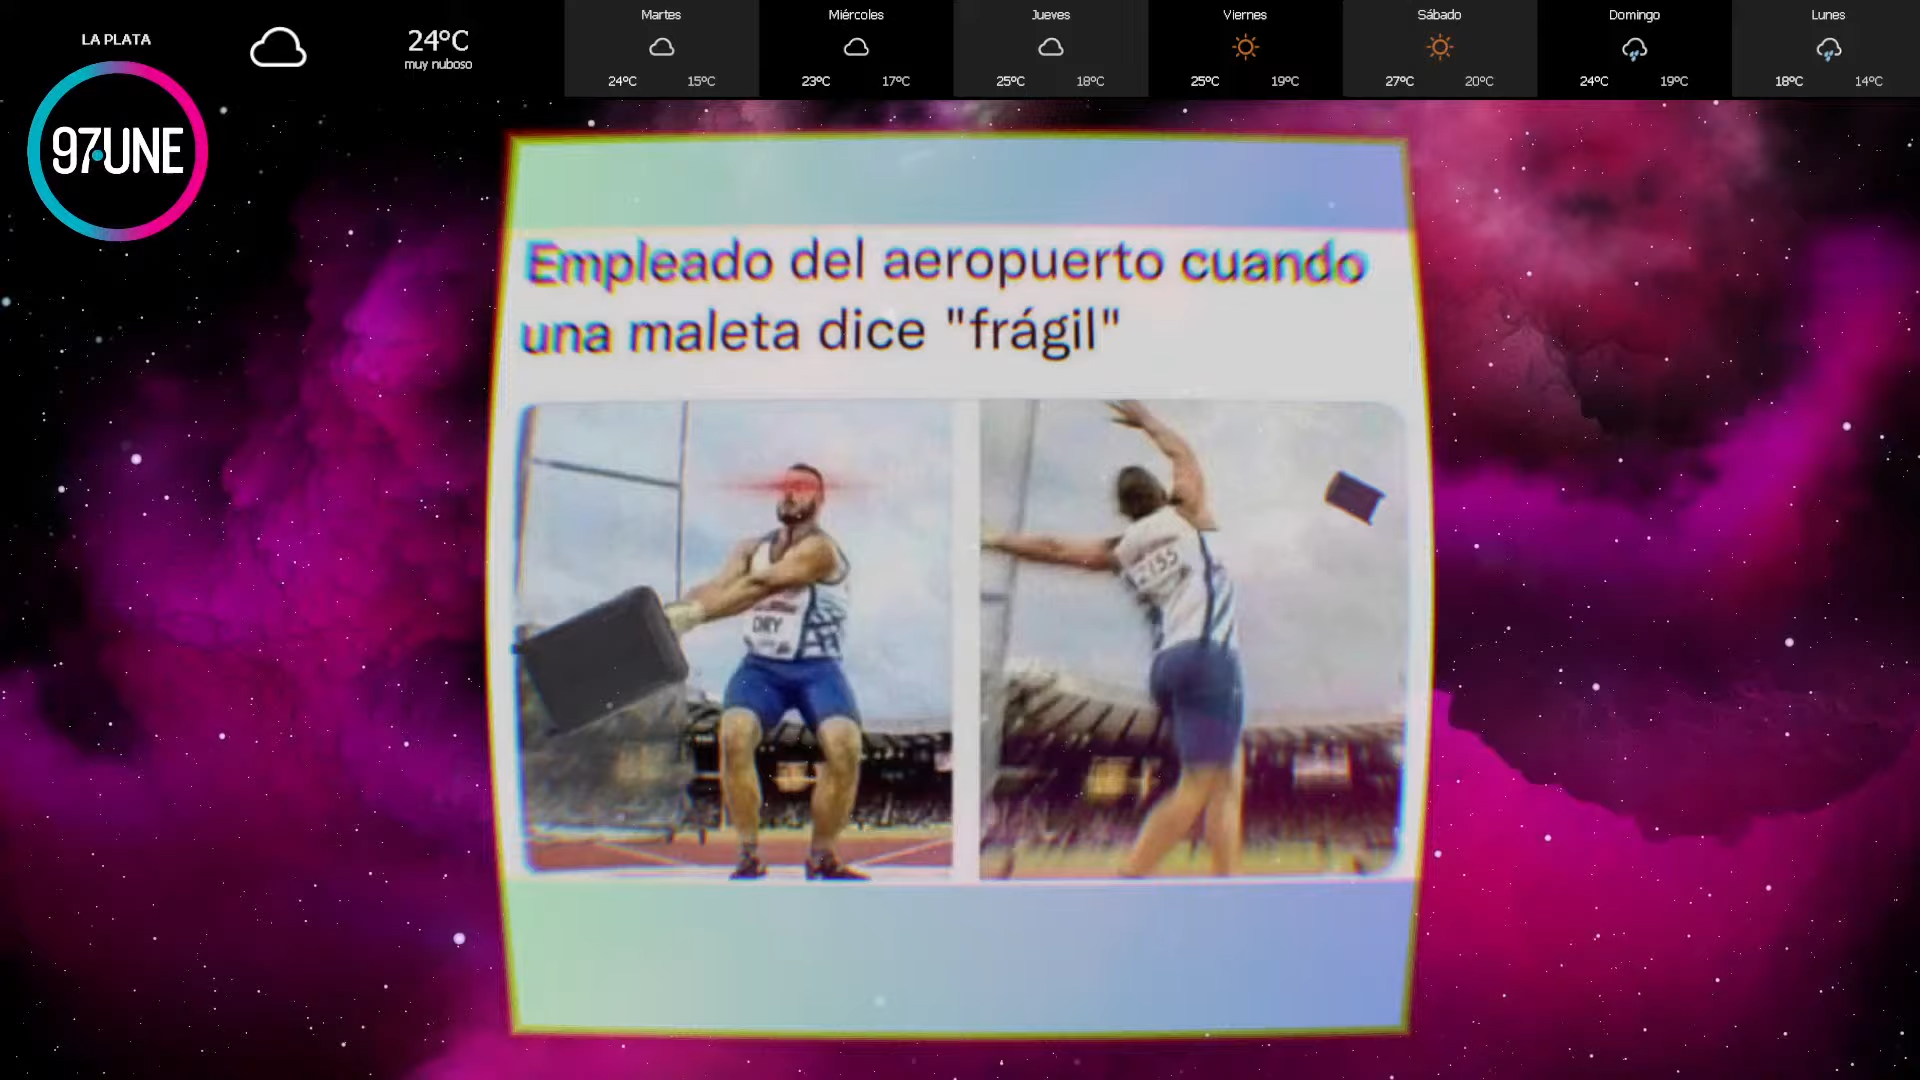 LA PLATA
24°C
muy nuboso
Martes
24°C 15°C
Miércoles
23°C 17°C
Jueves
25°C 18°C
Viernes
25°C 19°C
Sábado
27°C 20°C
Domingo
24°C 19°C
Lunes
18°C 14°C
97UNE
Empleado del aeropuerto cuando
una maleta dice "frágil"
DRY
2155